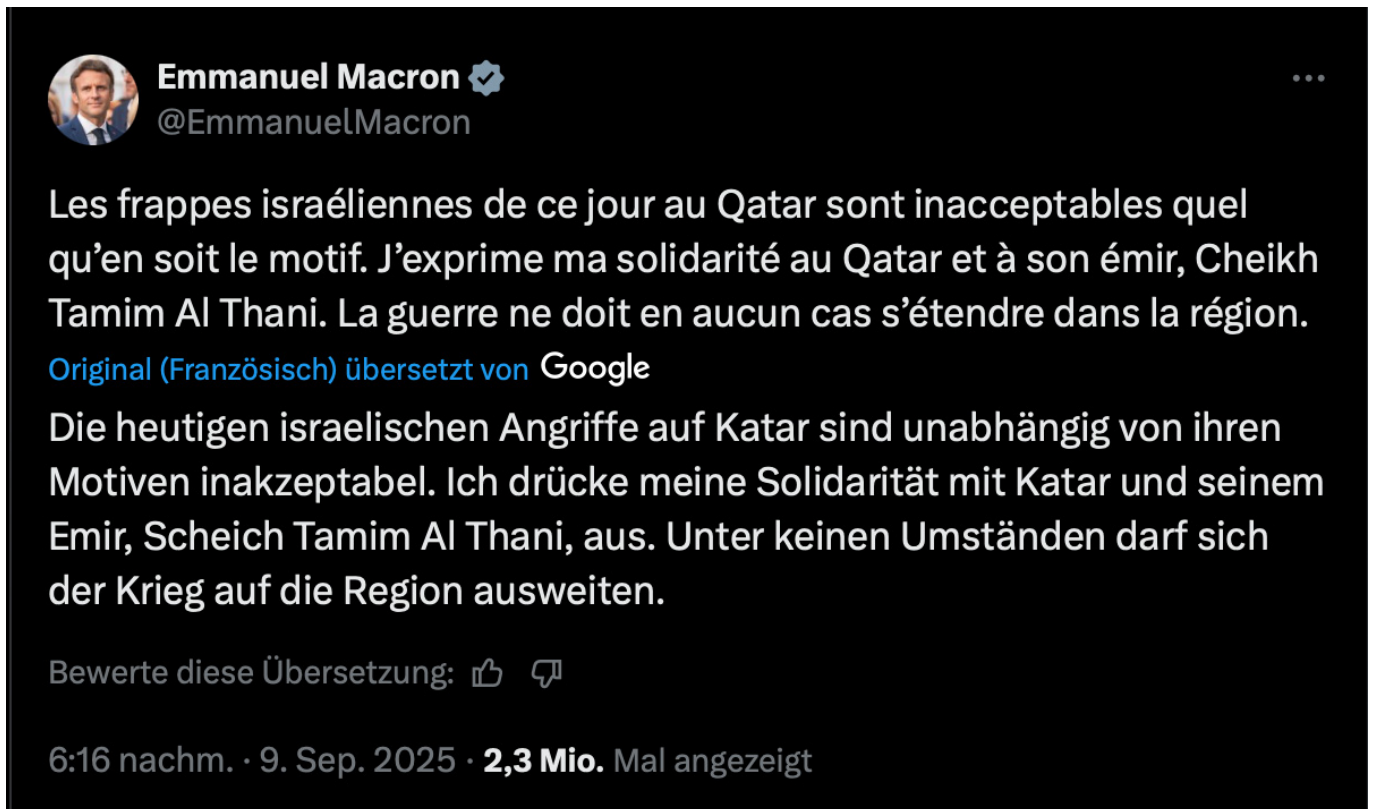 Emmanuel Macron
@EmmanuelMacron
Les frappes israéliennes de ce jour au Qatar sont inacceptables quel
qu’en soit le motif. J’exprime ma solidarité au Qatar et à son émir, Cheikh
Tamim Al Thani. La guerre ne doit en aucun cas s’étendre dans la région.
Original (Französisch) übersetzt von Google
Die heutigen israelischen Angriffe auf Katar sind unabhängig von ihren
Motiven inakzeptabel. Ich drücke meine Solidarität mit Katar und seinem
Emir, Scheich Tamim Al Thani, aus. Unter keinen Umständen darf sich
der Krieg auf die Region ausweiten.
Bewerte diese Übersetzung:
6:16 nachm. · 9. Sep. 2025 · 2,3 Mio. Mal angezeigt